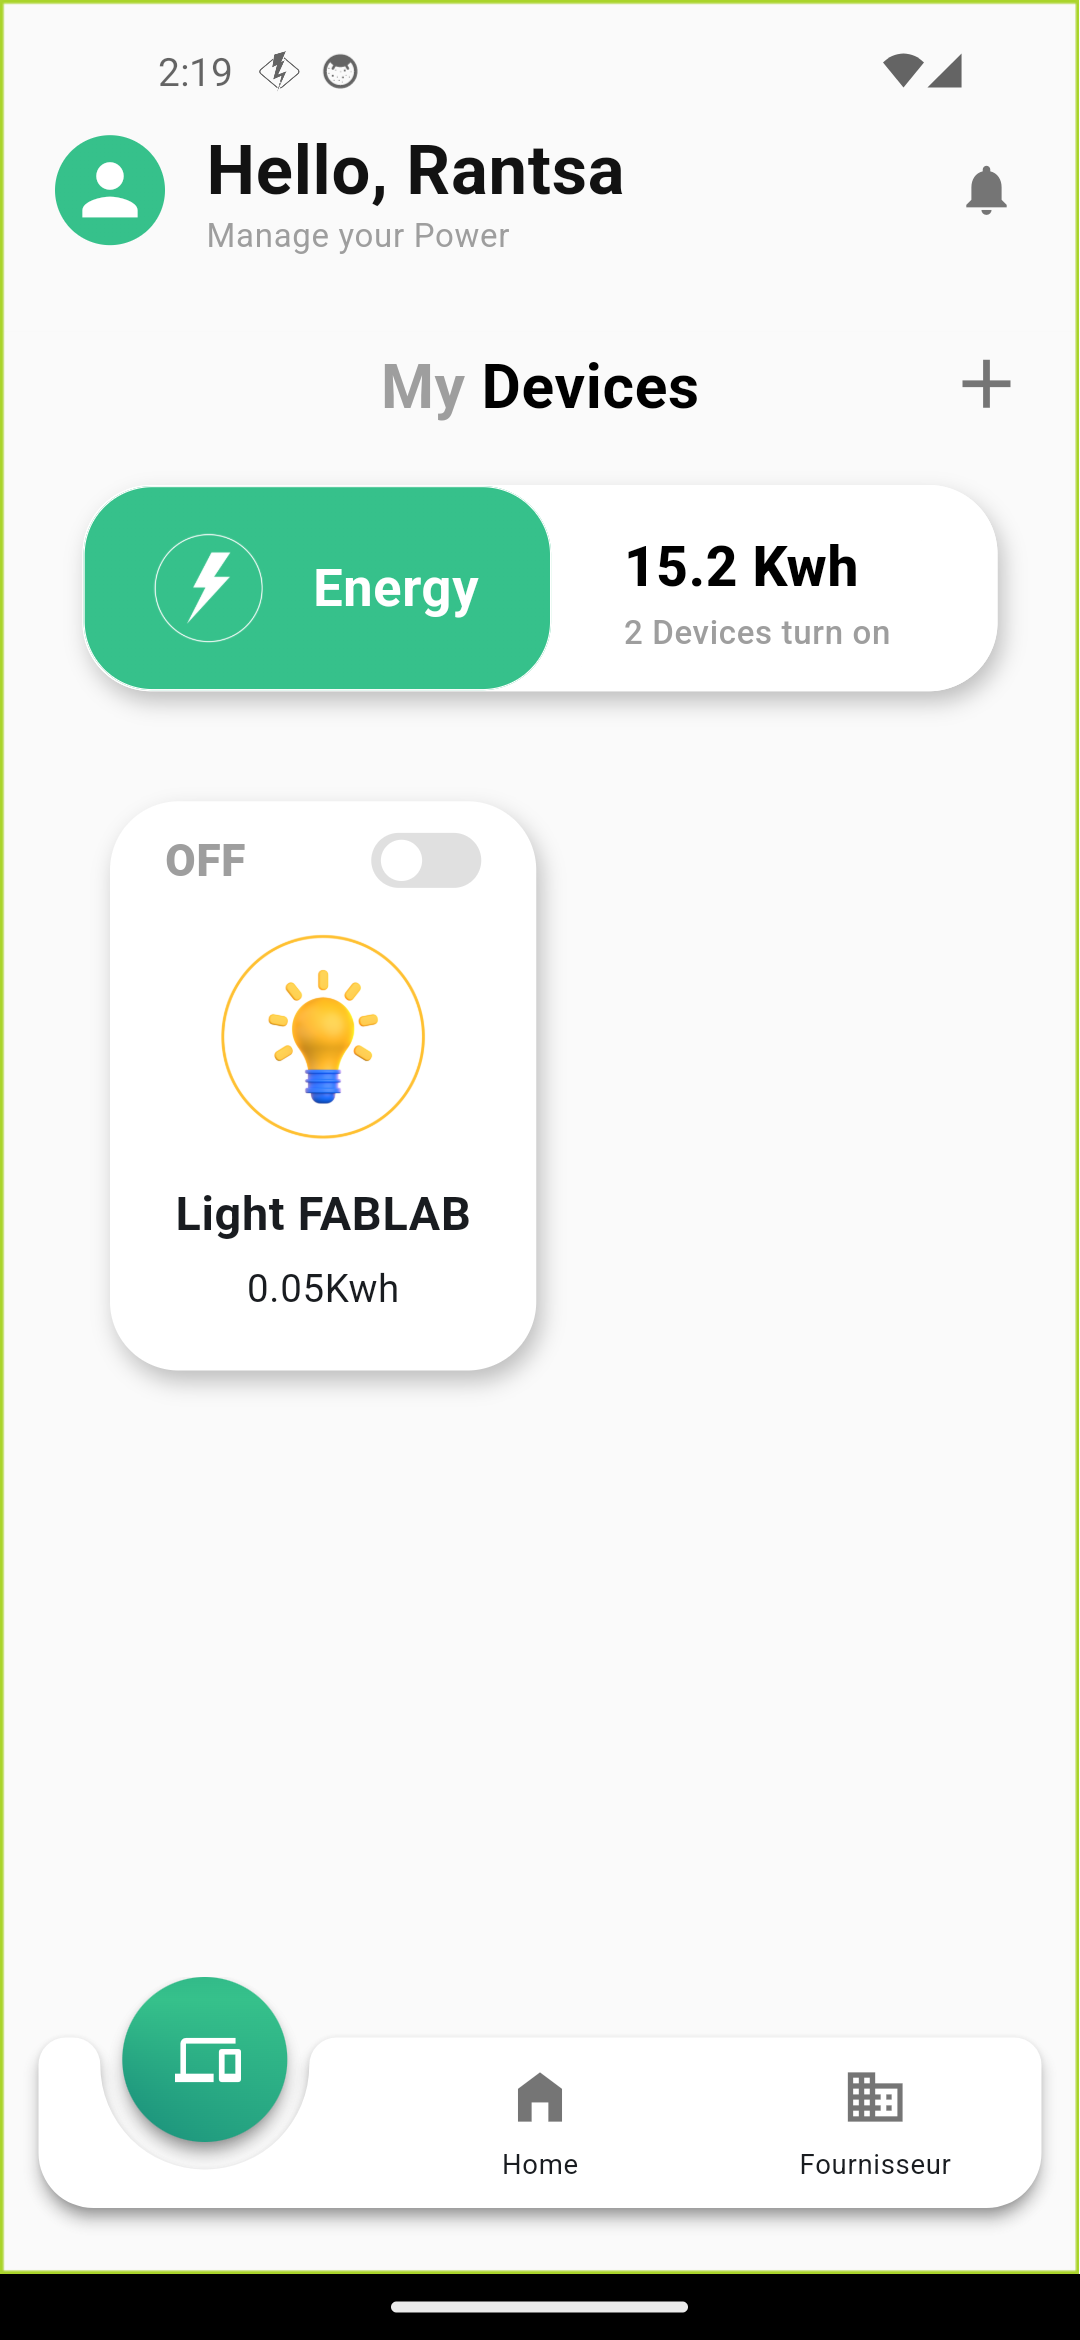 2:19
Hello, Rantsa
Manage your Power
My Devices
Energy
15.2 Kwh
2 Devices turn on
OFF
Light FABLAB
0.05Kwh
Home
Fournisseur